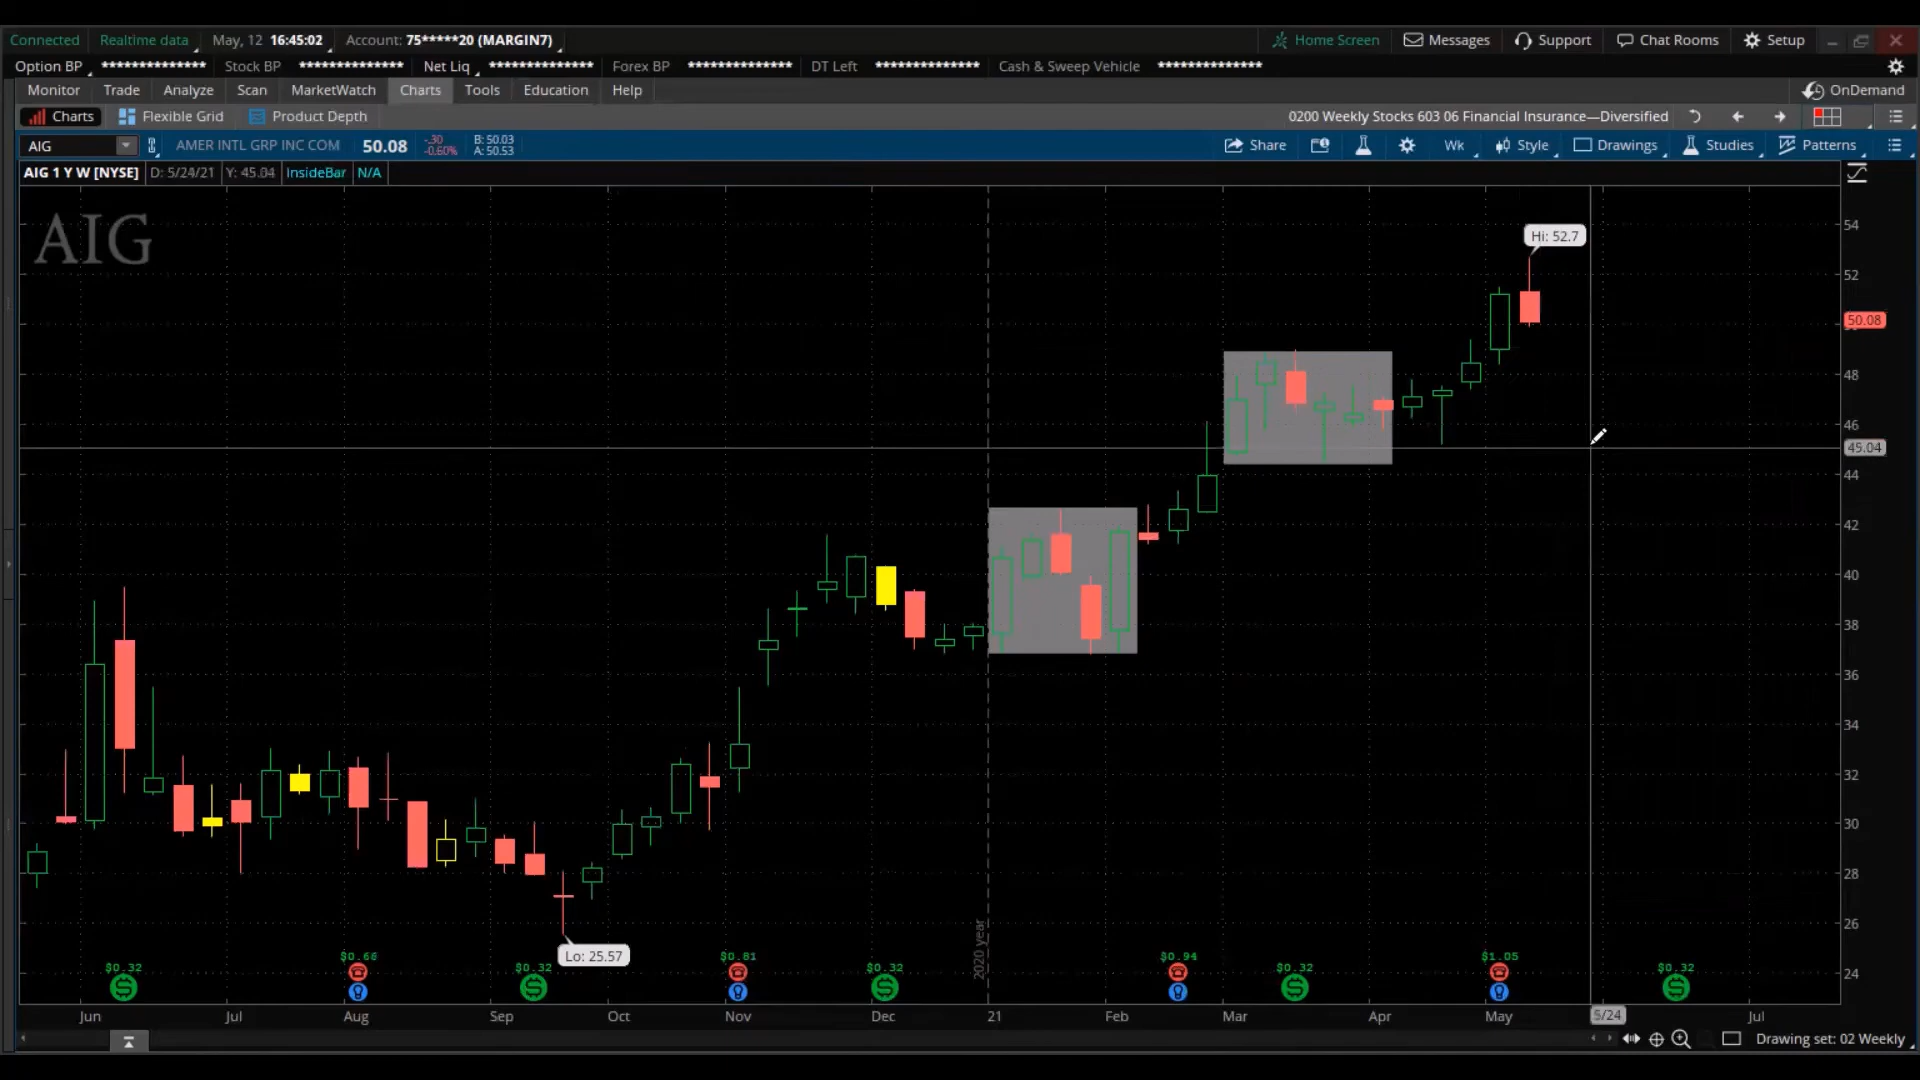 Connected Realtime data May, 12 16:45:02 Account: 75*****20 (MARGIN7) Home Screen Messages Support Chat Rooms Setup
Option BP ************** Stock BP ************** Net Liq ************** Forex BP ************** DT Left ************** Cash & Sweep Vehicle **************
Monitor Trade Analyze Scan MarketWatch Charts Tools Education Help OnDemand
Charts Flexible Grid Product Depth 0200 Weekly Stocks 603 06 Financial Insurance—Diversified
AIG AMER INTL GRP INC COM 50.08 -.30 -0.60% B: 50.03 A: 50.53 Share Wk Style Drawings Studies Patterns
AIG 1 Y W [NYSE] D: 5/24/21 Y: 45.04 InsideBar N/A
AIG
54
Hi: 52.7
52
50.08
48
46
45.04
44
42
40
38
36
34
32
30
28
26
2020 year
Lo: 25.57
$0.32 $0.66 $0.32 $0.81 $0.32 $0.94 $0.32 $1.05 $0.32
24
Jun Jul Aug Sep Oct Nov Dec 21 Feb Mar Apr May 5/24 Jul
Drawing set: 02 Weekly